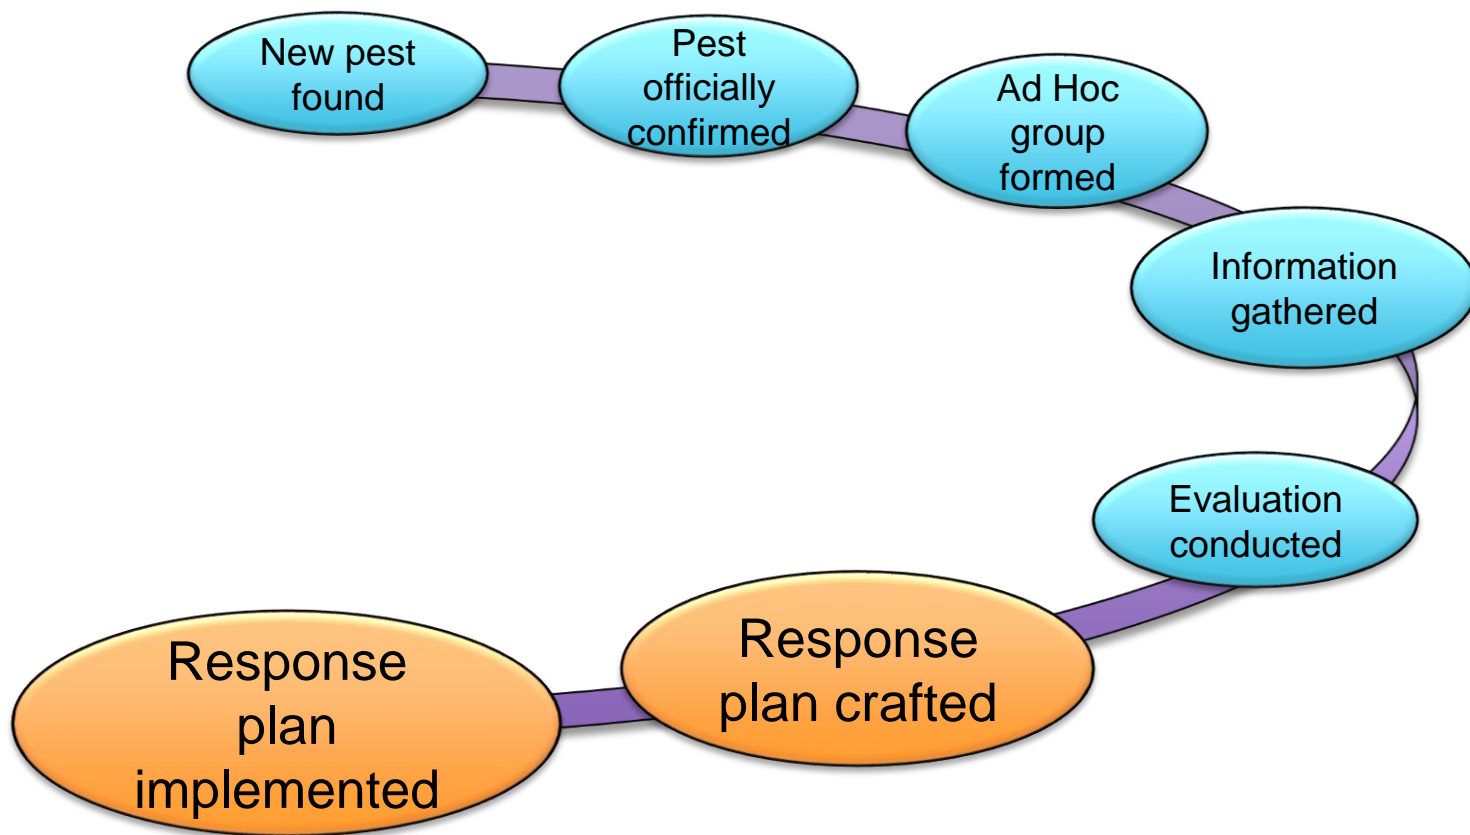 New pest
found
Pest
officially
confirmed
Ad Hoc
group
formed
Information
gathered
Evaluation
conducted
Response
plan crafted
Response
plan
implemented